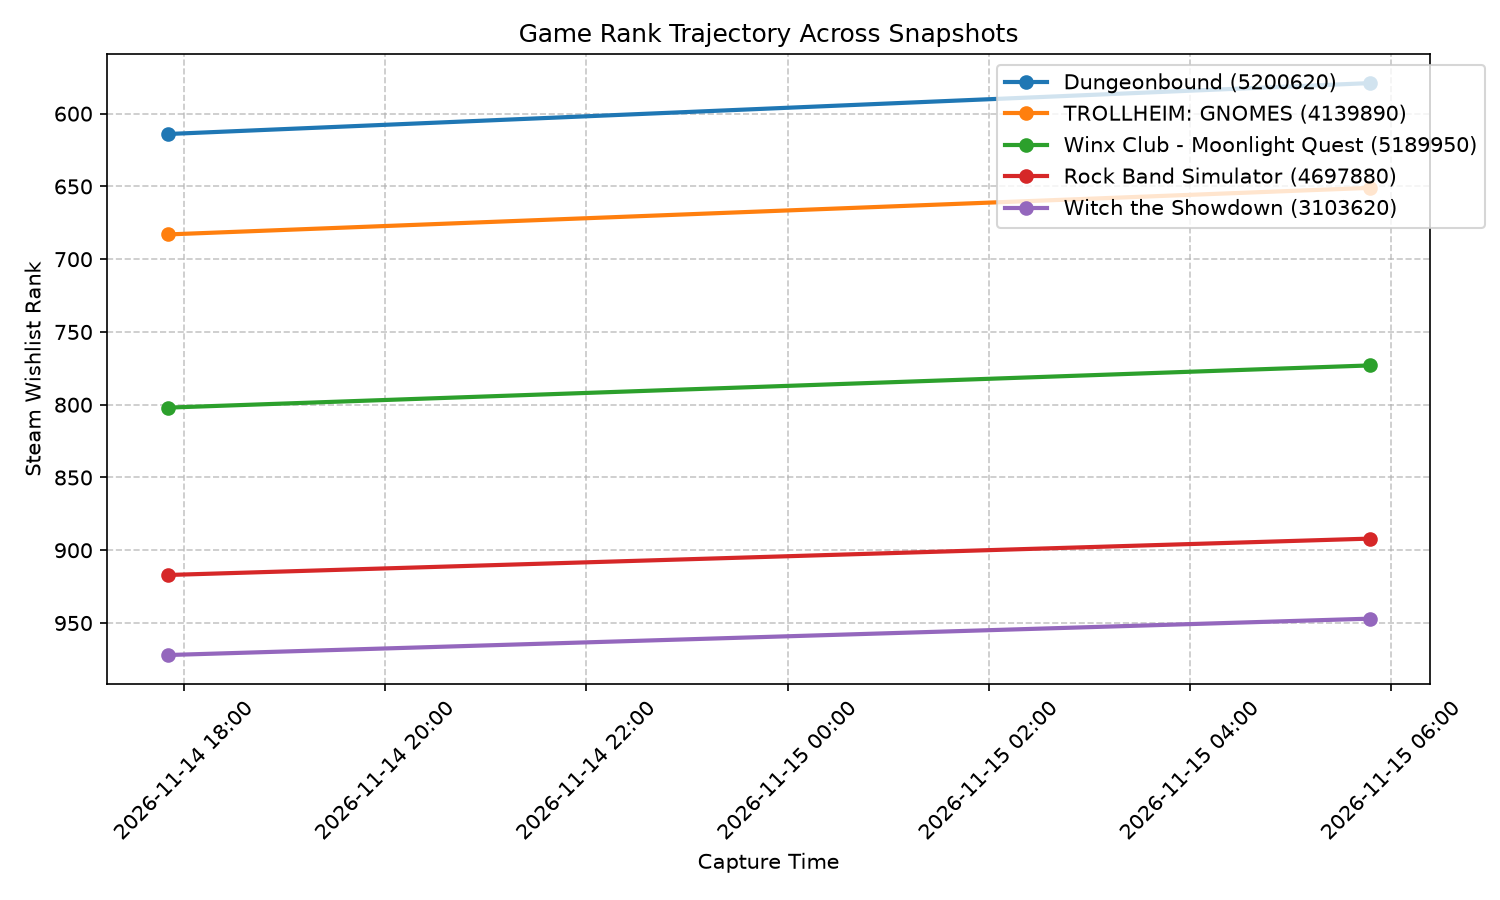 Game Rank Trajectory Across Snapshots
Dungeonbound (5200620)
TROLLHEIM: GNOMES (4139890)
Winx Club - Moonlight Quest (5189950)
Rock Band Simulator (4697880)
Witch the Showdown (3103620)
Steam Wishlist Rank
600
650
700
750
800
850
900
950
2026-11-14 18:00
2026-11-14 20:00
2026-11-14 22:00
2026-11-15 00:00
2026-11-15 02:00
2026-11-15 04:00
2026-11-15 06:00
Capture Time